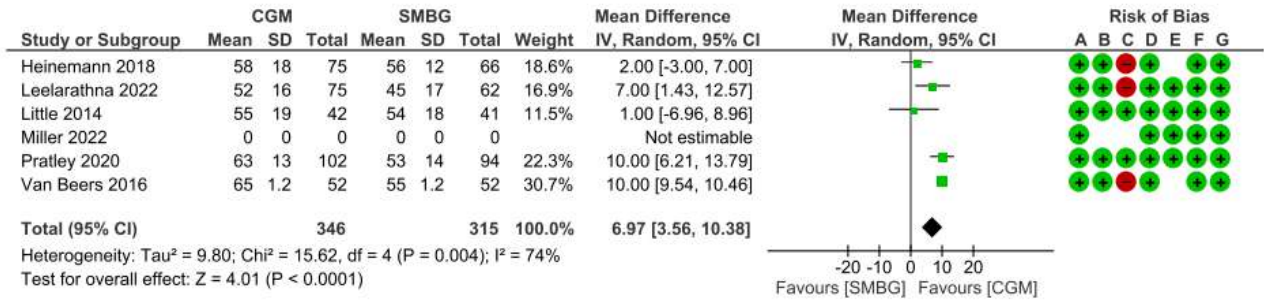 CGM SMBG Mean Difference Mean Difference Risk of Bias
Study or Subgroup Mean SD Total Mean SD Total Weight IV, Random, 95% CI IV, Random, 95% CI A B C D E F G
Heinemann 2018 58 18 75 56 12 66 18.6% 2.00 [-3.00, 7.00] + + - + + +
Leelarathna 2022 52 16 75 45 17 62 16.9% 7.00 [1.43, 12.57] + + - + + + +
Little 2014 55 19 42 54 18 41 11.5% 1.00 [-6.96, 8.96] + + + + + + +
Miller 2022 0 0 0 0 0 0 Not estimable + + + + +
Pratley 2020 63 13 102 53 14 94 22.3% 10.00 [6.21, 13.79] + + + + + + +
Van Beers 2016 65 1.2 52 55 1.2 52 30.7% 10.00 [9.54, 10.46] + + - + + +
Total (95% CI) 346 315 100.0% 6.97 [3.56, 10.38]
Heterogeneity: Tau² = 9.80; Chi² = 15.62, df = 4 (P = 0.004); I² = 74%
Test for overall effect: Z = 4.01 (P < 0.0001)
-20 -10 0 10 20
Favours [SMBG] Favours [CGM]